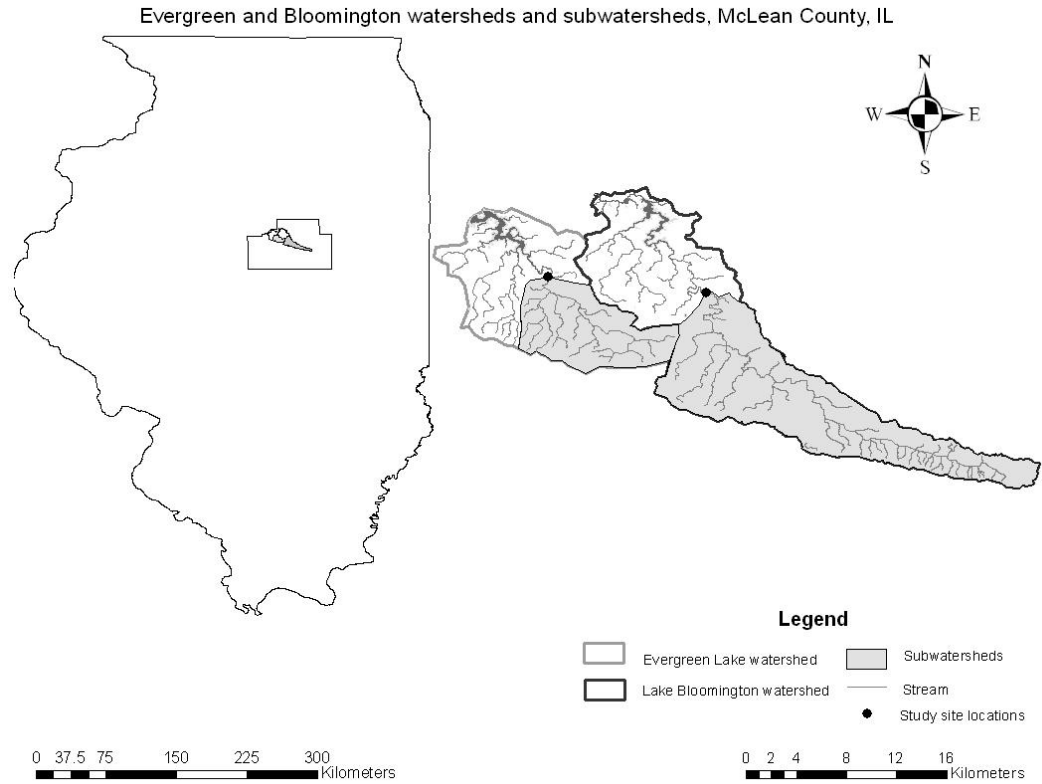 Evergreen and Bloomington watersheds and subwatersheds, McLean County, IL
N
W E
S
Legend
Evergreen Lake watershed
Subwatersheds
Lake Bloomington watershed
Stream
Study site locations
0 37.5 75 150 225 300
Kilometers
0 2 4 8 12 16
Kilometers